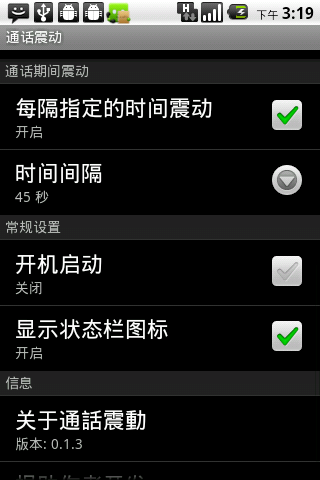 H
下午 3:19
通话震动
通话期间震动
每隔指定的时间震动
开启
时间间隔
45 秒
常规设置
开机启动
关闭
显示状态栏图标
开启
信息
关于通話震動
版本: 0.1.3